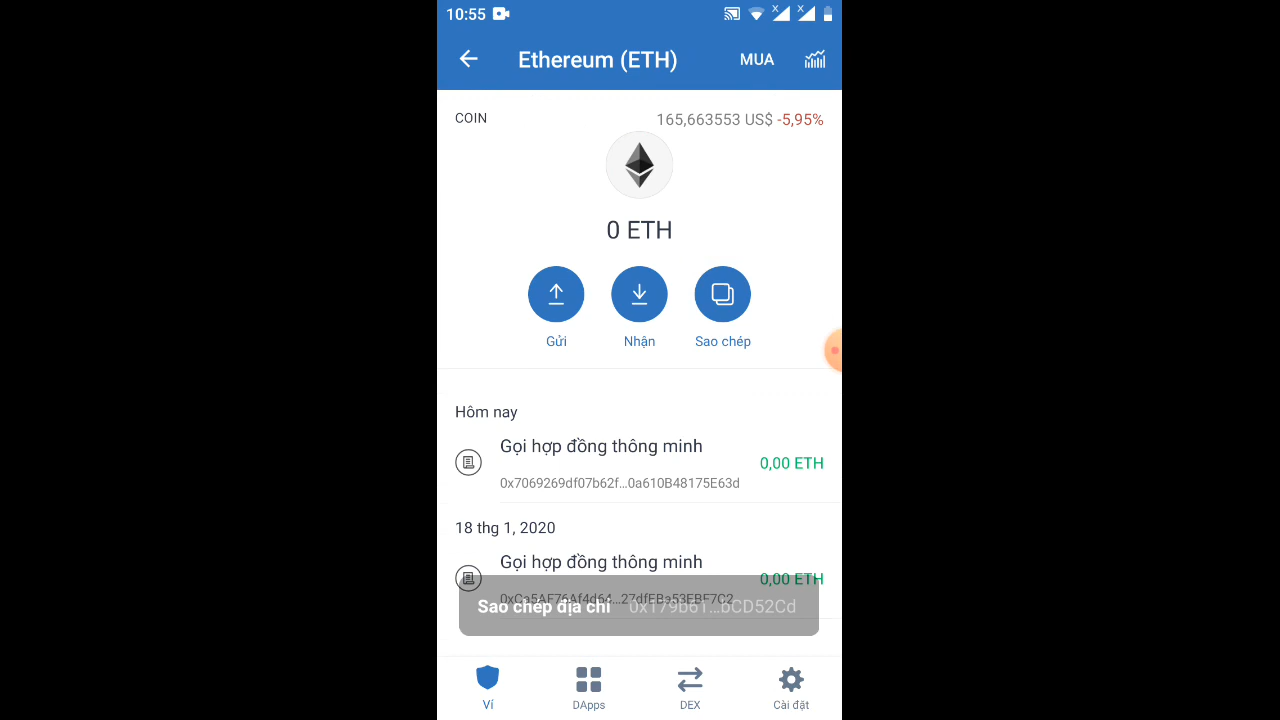 10:55
Ethereum (ETH)
MUA
COIN
165,663553 US$ -5,95%
0 ETH
Gửi
Nhận
Sao chép
Hôm nay
Gọi hợp đồng thông minh
0,00 ETH
0x7069269df07b62f...0a610B48175E63d
18 thg 1, 2020
Gọi hợp đồng thông minh
0,00 ETH
Sao chép địa chỉ 0x179b61...bCD52Cd
Ví
DApps
DEX
Cài đặt